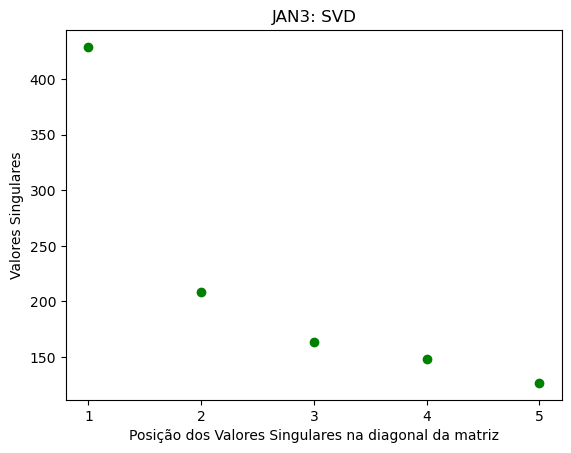 JAN3: SVD
Valores Singulares
400
350
300
250
200
150
1 2 3 4 5
Posição dos Valores Singulares na diagonal da matriz